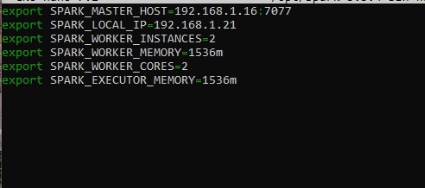 export SPARK_MASTER_HOST=192.168.1.16:7077
export SPARK_LOCAL_IP=192.168.1.21
export SPARK_WORKER_INSTANCES=2
export SPARK_WORKER_MEMORY=1536m
export SPARK_WORKER_CORES=2
export SPARK_EXECUTOR_MEMORY=1536m